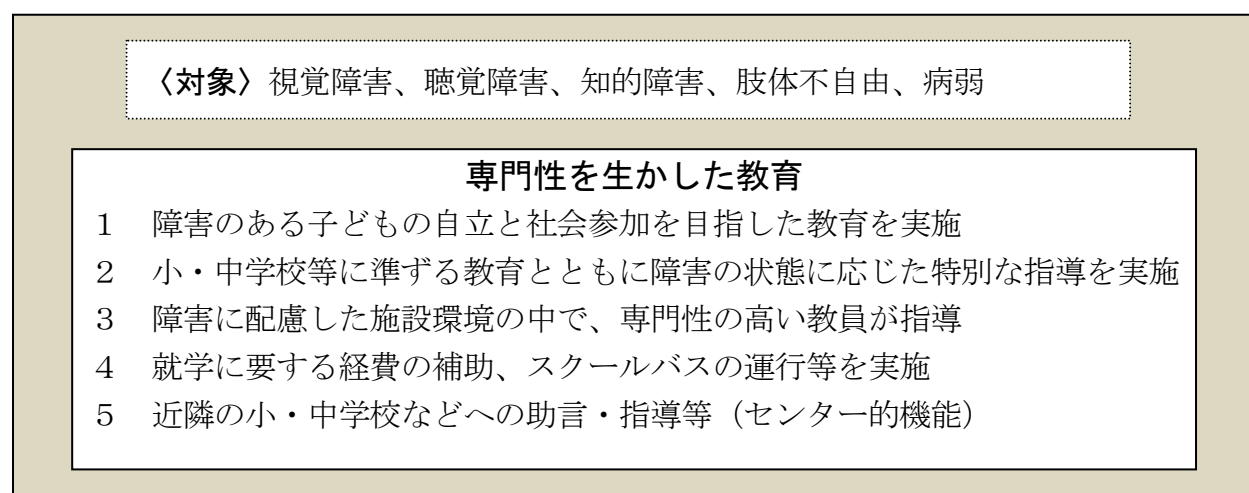 〈対象〉視覚障害、聴覚障害、知的障害、肢体不自由、病弱
専門性を生かした教育
１　障害のある子どもの自立と社会参加を目指した教育を実施
２　小・中学校等に準ずる教育とともに障害の状態に応じた特別な指導を実施
３　障害に配慮した施設環境の中で、専門性の高い教員が指導
４　就学に要する経費の補助、スクールバスの運行等を実施
５　近隣の小・中学校などへの助言・指導等（センター的機能）